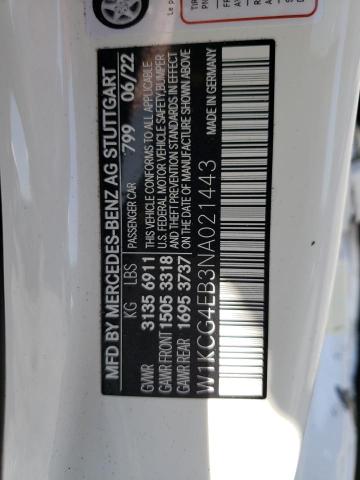 MFD BY MERCEDES-BENZ AG STUTTGART
PASSENGER CAR 799 06/22
KG LBS
GVWR 3135 6911
GAWR FRONT 1505 3318
GAWR REAR 1695 3737
THIS VEHICLE CONFORMS TO ALL APPLICABLE
U.S. FEDERAL MOTOR VEHICLE SAFETY,BUMPER
AND THEFT PREVENTION STANDARDS IN EFFECT
ON THE DATE OF MANUFACTURE SHOWN ABOVE
W1KCG4EB3NA021443
MADE IN GERMANY
Le p
TIR